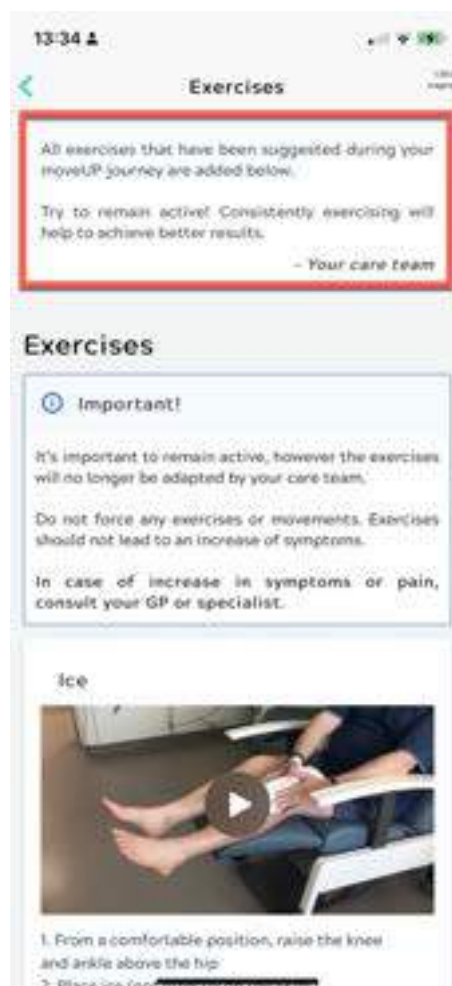 13:34
Exercises
All exercises that have been suggested during your
moveUP journey are added below.
Try to remain active! Consistently exercising will
help to achieve better results.
- Your care team
Exercises
Important!
It's important to remain active, however the exercises
will no longer be adapted by your care team.
Do not force any exercises or movements. Exercises
should not lead to an increase of symptoms.
In case of increase in symptoms or pain,
consult your GP or specialist.
Ice
1. From a comfortable position, raise the knee
and ankle above the hip
2. Place ice